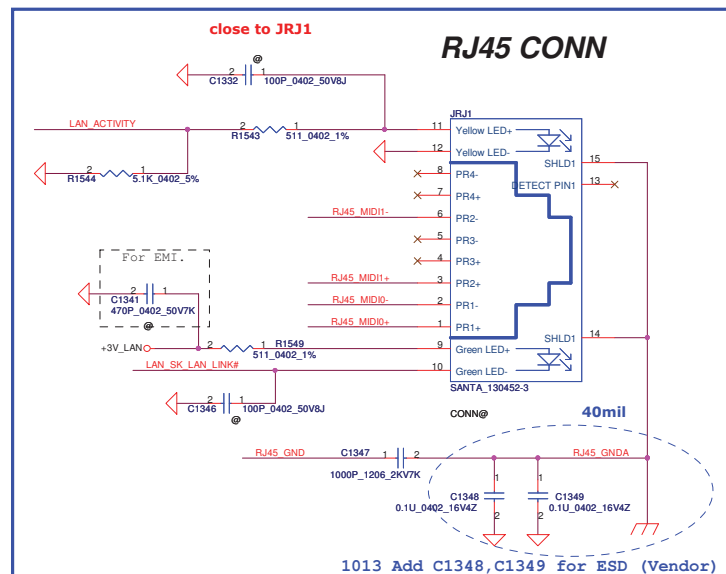 close to JRJ1
RJ45 CONN
@
2 1
C1332 100P_0402_50V8J
JRJ1
LAN_ACTIVITY
2 1
R1543 511_0402_1%
11 Yellow LED+
12 Yellow LED-
SHLD1 15
2 1
R1544 5.1K_0402_5%
8 PR4-
DETECT PIN1 13
7 PR4+
RJ45_MIDI1- 6 PR2-
5 PR3-
For EMI.
4 PR3+
RJ45_MIDI1+ 3 PR2+
2 1
C1341
470P_0402_50V7K
@
RJ45_MIDI0- 2 PR1-
RJ45_MIDI0+ 1 PR1+
SHLD1 14
+3V_LAN
2 1
R1549
511_0402_1%
9 Green LED+
LAN_SK_LAN_LINK#
10 Green LED-
2 1
C1346 100P_0402_50V8J
@
SANTA_130452-3
CONN@
40mil
RJ45_GND
C1347
1 2
1000P_1206_2KV7K
RJ45_GNDA
1 1
C1348 C1349
0.1U_0402_16V4Z 0.1U_0402_16V4Z
2 2
1013 Add C1348,C1349 for ESD (Vendor)